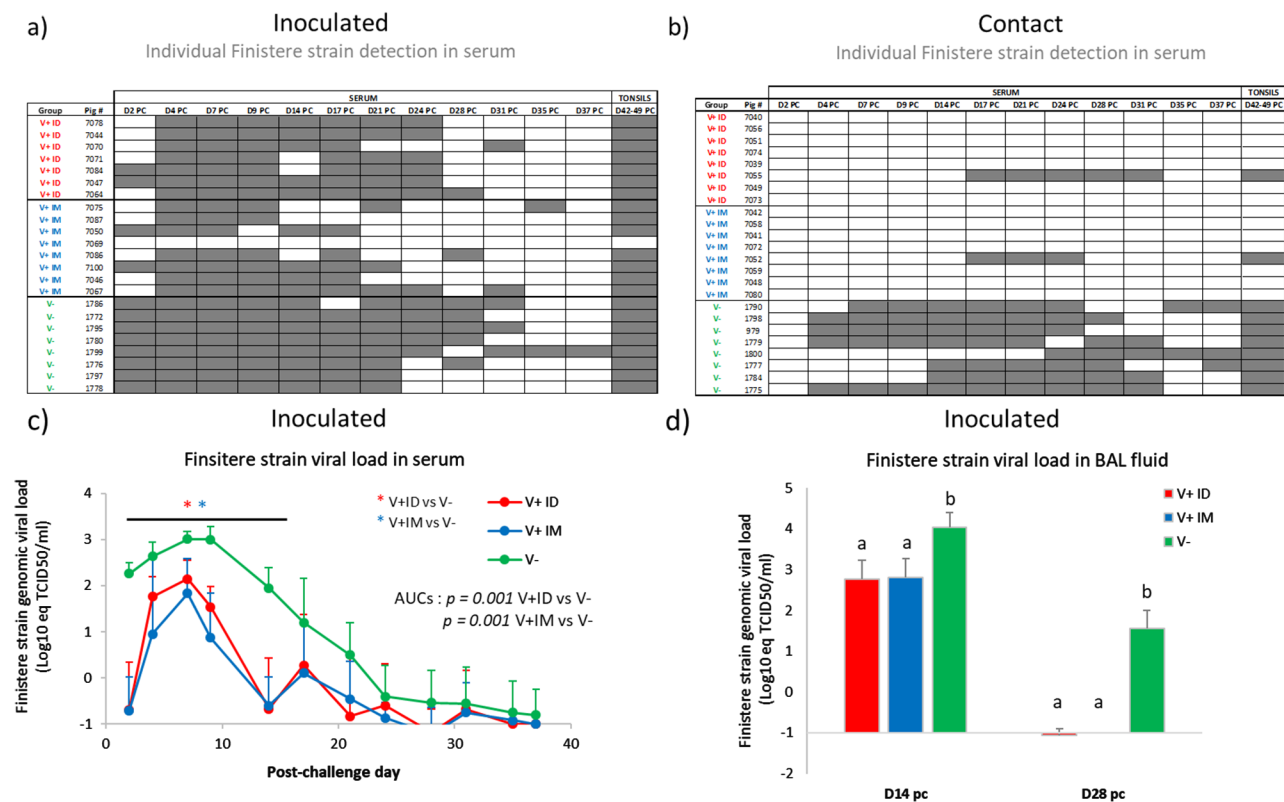 a) Inoculated
Individual Finistere strain detection in serum
SERUM TONSILS
Group Pig # D2 PC D4 PC D7 PC D9 PC D14 PC D17 PC D21 PC D24 PC D28 PC D31 PC D35 PC D37 PC D42-49 PC
V+ ID 7078
V+ ID 7044
V+ ID 7070
V+ ID 7071
V+ ID 7084
V+ ID 7047
V+ ID 7064
V+ IM 7075
V+ IM 7087
V+ IM 7050
V+ IM 7069
V+ IM 7086
V+ IM 7100
V+ IM 7046
V+ IM 7067
V- 1786
V- 1772
V- 1795
V- 1780
V- 1799
V- 1776
V- 1797
V- 1778
b) Contact
Individual Finistere strain detection in serum
SERUM TONSILS
Group Pig # D2 PC D4 PC D7 PC D9 PC D14 PC D17 PC D21 PC D24 PC D28 PC D31 PC D35 PC D37 PC D42-49 PC
V+ ID 7040
V+ ID 7056
V+ ID 7051
V+ ID 7074
V+ ID 7039
V+ ID 7055
V+ ID 7049
V+ ID 7073
V+ IM 7042
V+ IM 7058
V+ IM 7041
V+ IM 7072
V+ IM 7052
V+ IM 7059
V+ IM 7048
V+ IM 7080
V- 1790
V- 1798
V- 979
V- 1779
V- 1800
V- 1777
V- 1784
V- 1775
c) Inoculated
Finsitere strain viral load in serum
Finistere strain genomic viral load
(Log10 eq TCID50/ml)
4
3
2
1
0
-1
* *
* V+ID vs V-
* V+IM vs V-
V+ ID
V+ IM
V-
AUCs : p = 0.001 V+ID vs V-
p = 0.001 V+IM vs V-
0 10 20 30 40
Post-challenge day
d) Inoculated
Finistere strain viral load in BAL fluid
Finistere strain genomic viral load
(Log10 eq TCID50/ml)
5
4
3
2
1
0
-1
-2
a a b
a a b
V+ ID
V+ IM
V-
D14 pc D28 pc